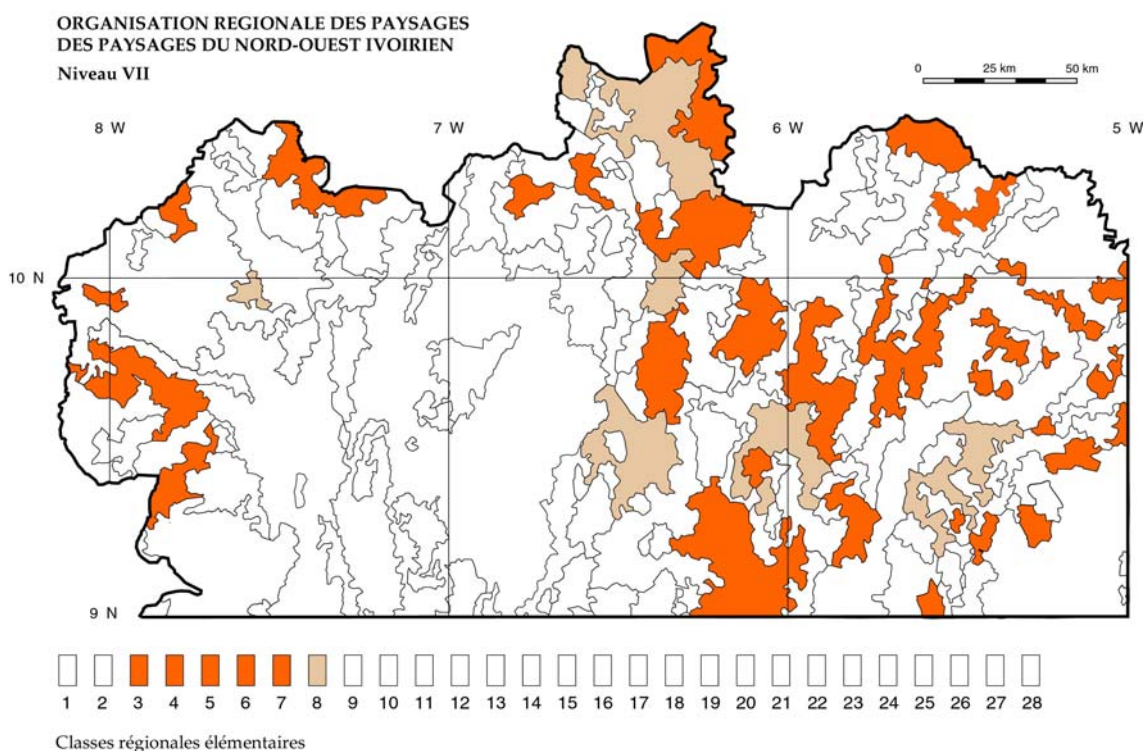 ORGANISATION REGIONALE DES PAYSAGES
DES PAYSAGES DU NORD-OUEST IVOIRIEN
Niveau VII
0 25 km 50 km
8 W 7 W 6 W 5 W
10 N
9 N
1 2 3 4 5 6 7 8 9 10 11 12 13 14 15 16 17 18 19 20 21 22 23 24 25 26 27 28
Classes régionales élémentaires